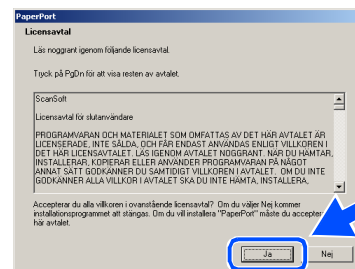 PaperPort
Licensavtal
Läs noggrant igenom följande licensavtal.
Tryck på PgDn för att visa resten av avtalet.
ScanSoft
Licensavtal för slutanvändare
PROGRAMVARAN OCH MATERIALET SOM OMFATTAS AV DET HÄR AVTALET ÄR
LICENSERADE, INTE SÅLDA, OCH FÅR ENDAST ANVÄNDAS ENLIGT VILLKOREN I
DET HÄR LICENSAVTALET. LÄS IGENOM AVTALET NOGGRANT. NÄR DU HÄMTAR,
INSTALLERAR, KOPIERAR ELLER ANVÄNDER PROGRAMVARAN PÅ NÅGOT
ANNAT SÄTT GODKÄNNER DU SAMTIDIGT VILLKOREN I AVTALET. OM DU INTE
GODKÄNNER ALLA VILLKOR I AVTALET SKA DU INTE HÄMTA, INSTALLERA,
Accepterar du alla villkoren i ovanstående licensavtal? Om du väljer Nej kommer
installationsprogrammet att stängas. Om du vill installera "PaperPort" måste du accepter
här avtalet.
Ja
Nej